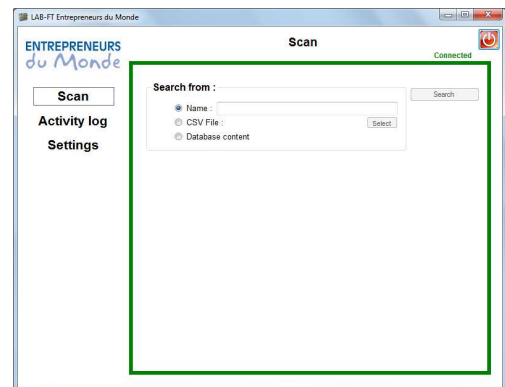 LAB-FT Entrepreneurs du Monde
ENTREPRENEURS
du Monde
Scan
Connected
Scan
Activity log
Settings
Search from :
Name :
CSV File :
Select
Database content
Search